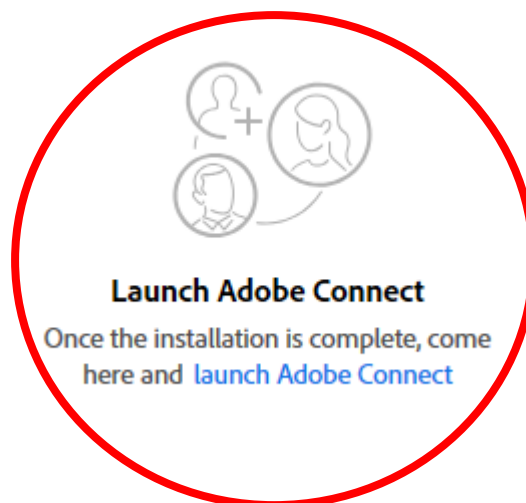 Launch Adobe Connect
Once the installation is complete, come
here and launch Adobe Connect